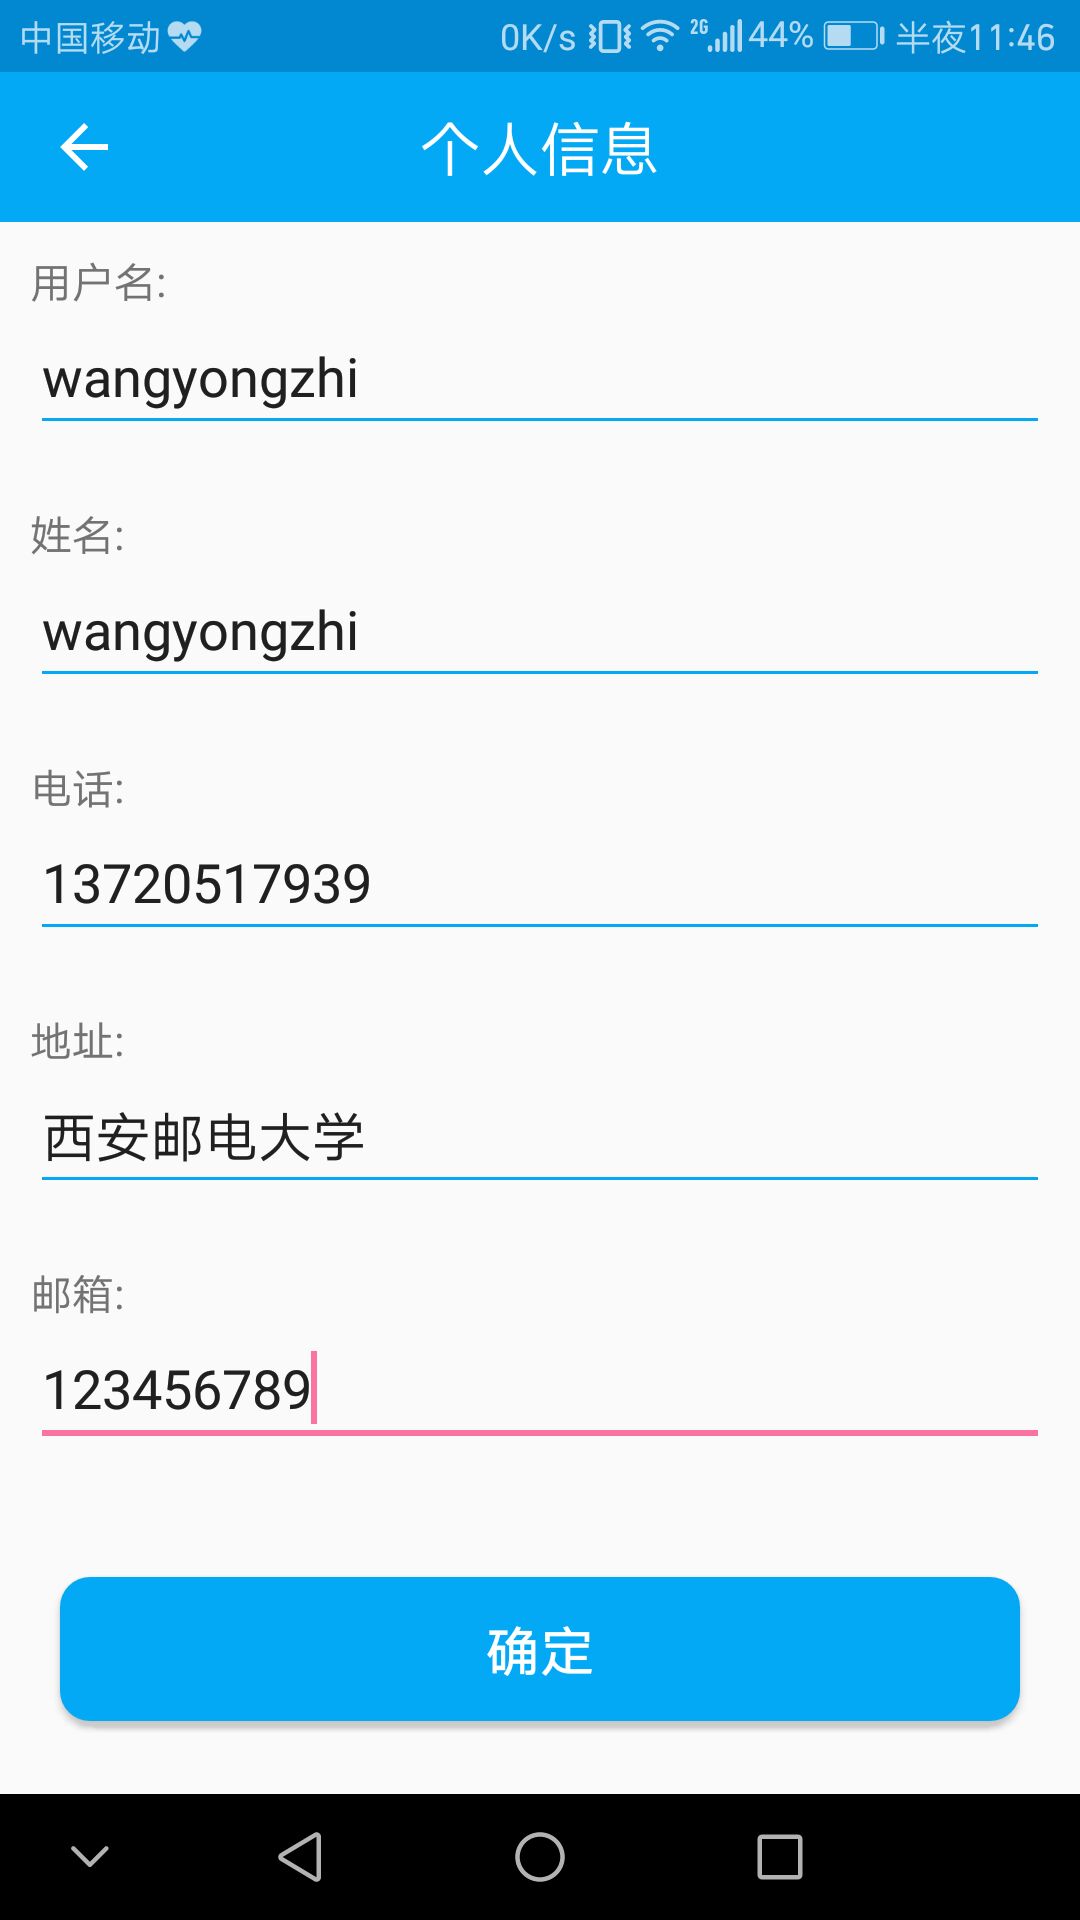 中国移动 0K/s 2G 44% 半夜11:46
个人信息
用户名:
wangyongzhi
姓名:
wangyongzhi
电话:
13720517939
地址:
西安邮电大学
邮箱:
123456789
确定